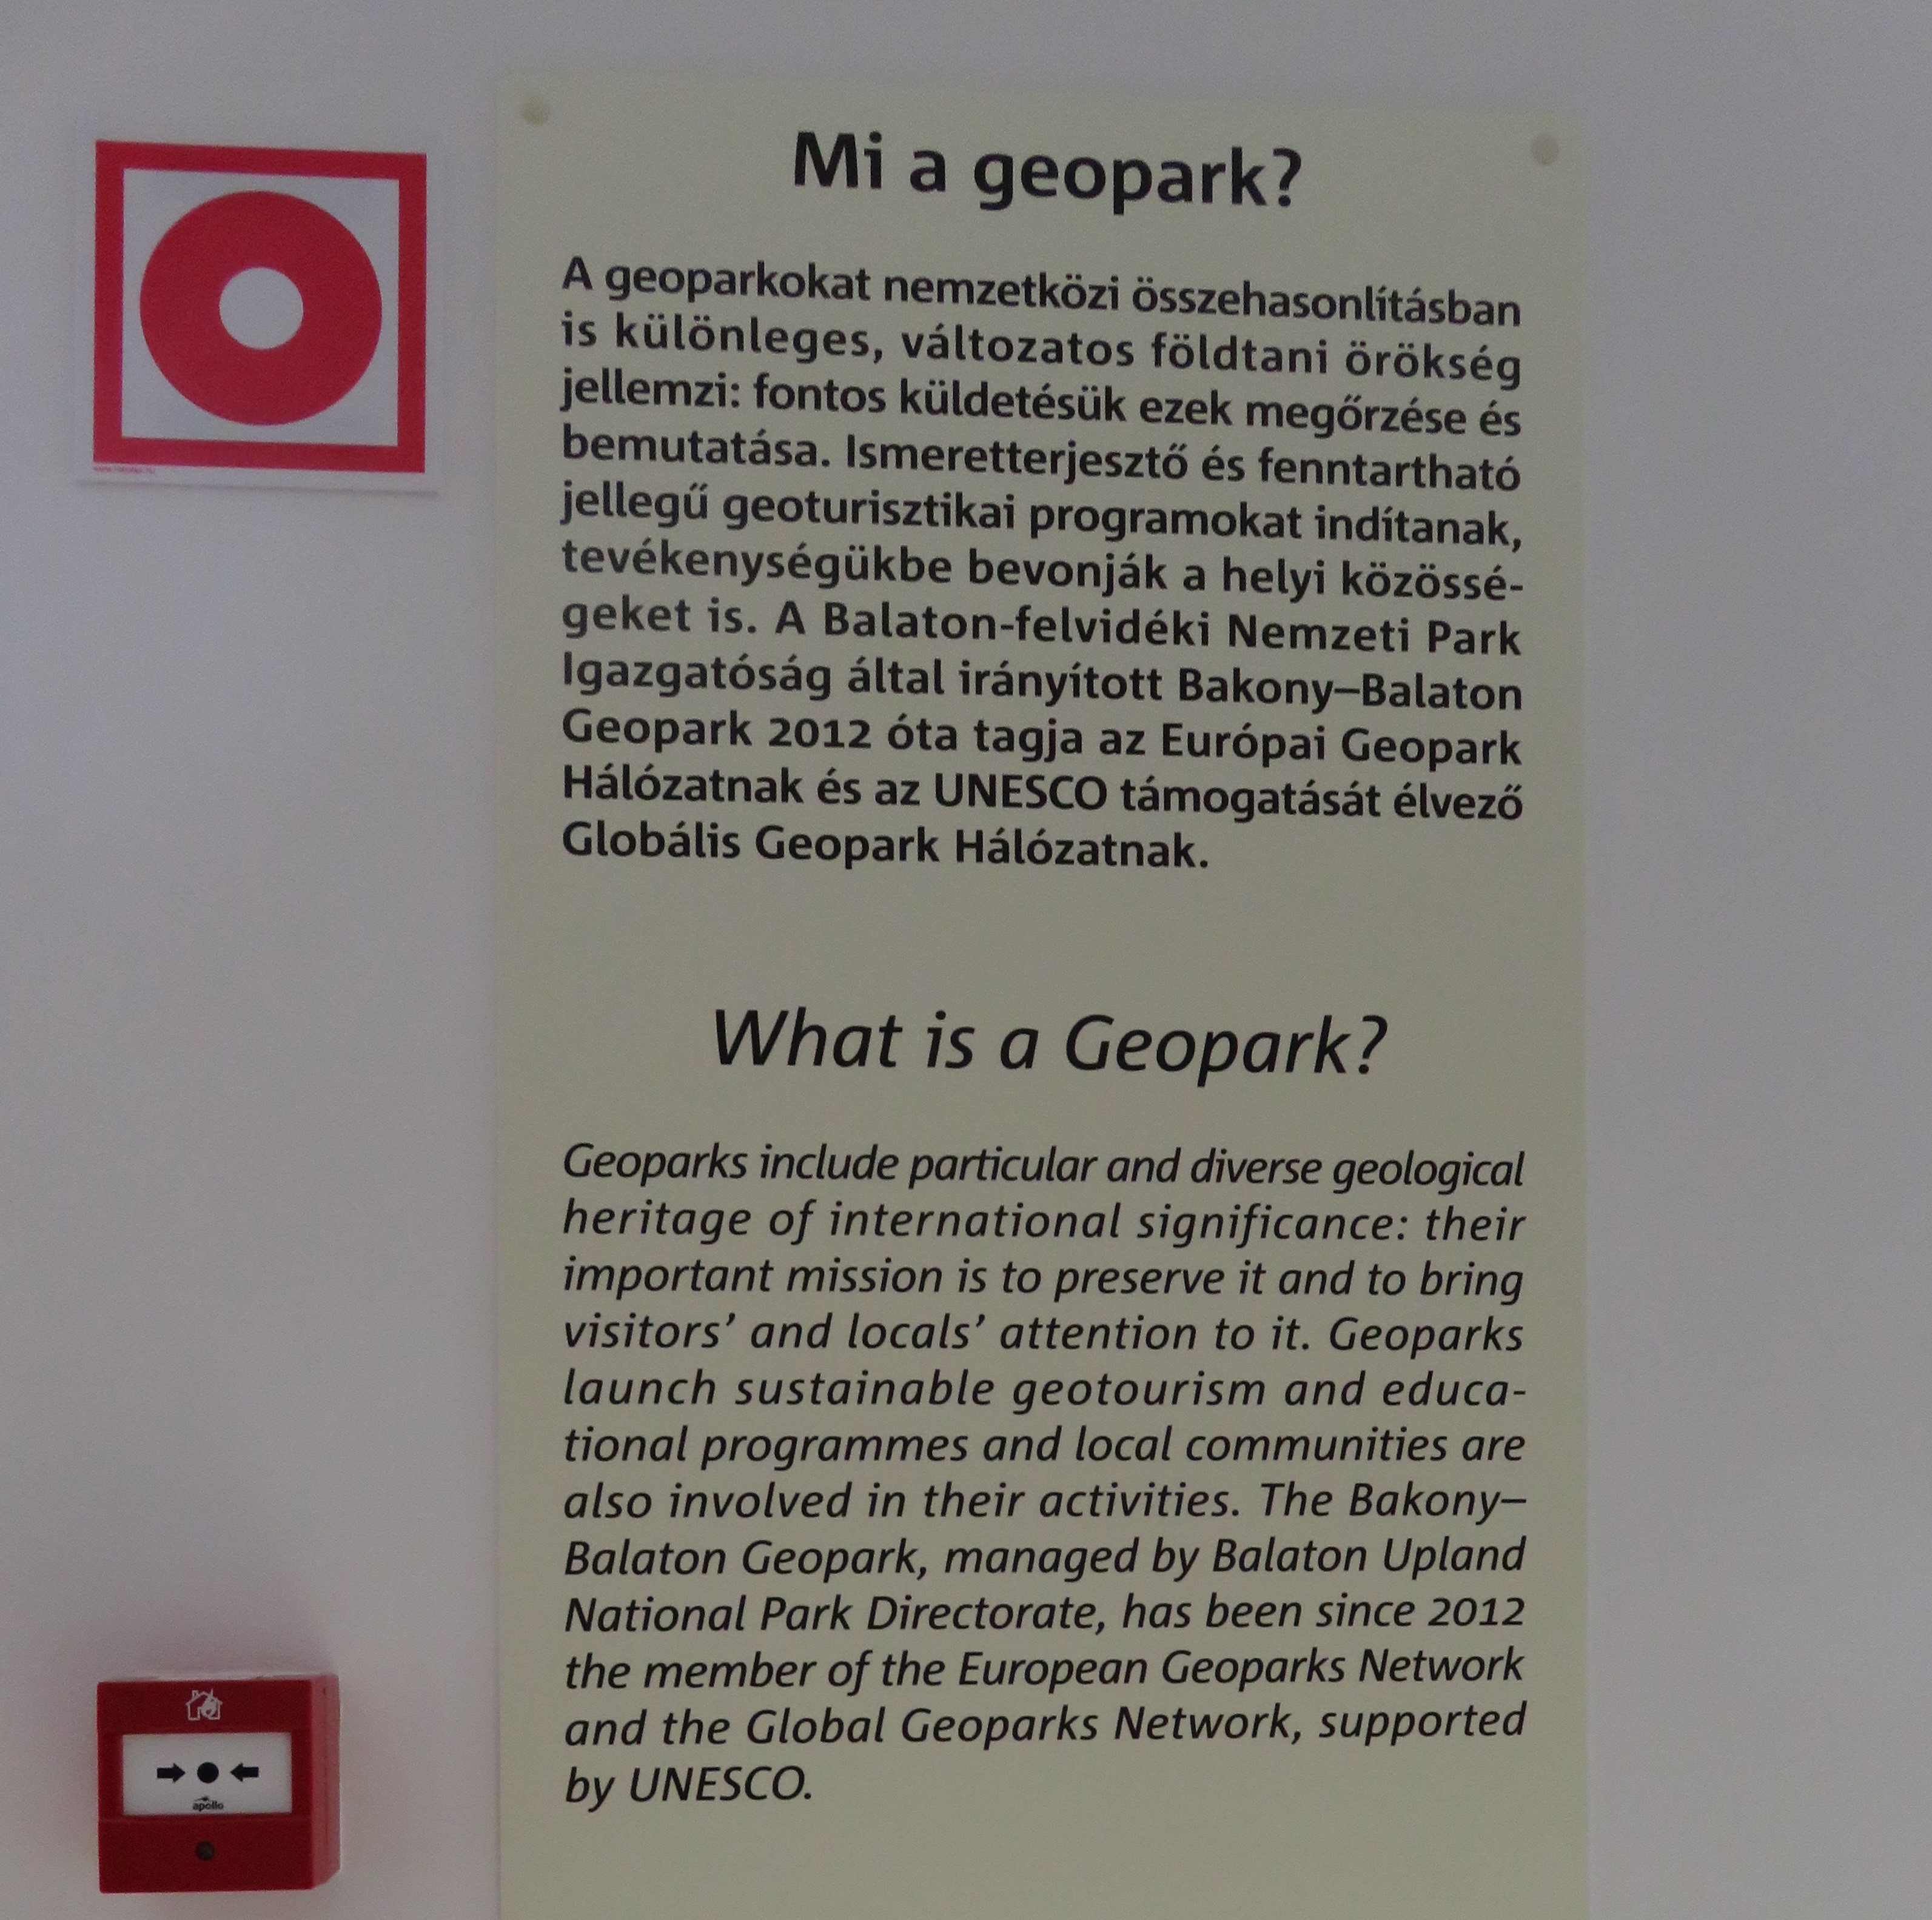 Mi a geopark?
A geoparkokat nemzetközi összehasonlításban
is különleges, változatos földtani örökség
jellemzi: fontos küldetésük ezek megőrzése és
bemutatása. Ismeretterjesztő és fenntartható
jellegű geoturisztikai programokat indítanak,
tevékenységükbe bevonják a helyi közössé-
geket is. A Balaton-felvidéki Nemzeti Park
Igazgatóság által irányított Bakony–Balaton
Geopark 2012 óta tagja az Európai Geopark
Hálózatnak és az UNESCO támogatását élvező
Globális Geopark Hálózatnak.
What is a Geopark?
Geoparks include particular and diverse geological
heritage of international significance: their
important mission is to preserve it and to bring
visitors’ and locals’ attention to it. Geoparks
launch sustainable geotourism and educa-
tional programmes and local communities are
also involved in their activities. The Bakony–
Balaton Geopark, managed by Balaton Upland
National Park Directorate, has been since 2012
the member of the European Geoparks Network
and the Global Geoparks Network, supported
by UNESCO.
apollo